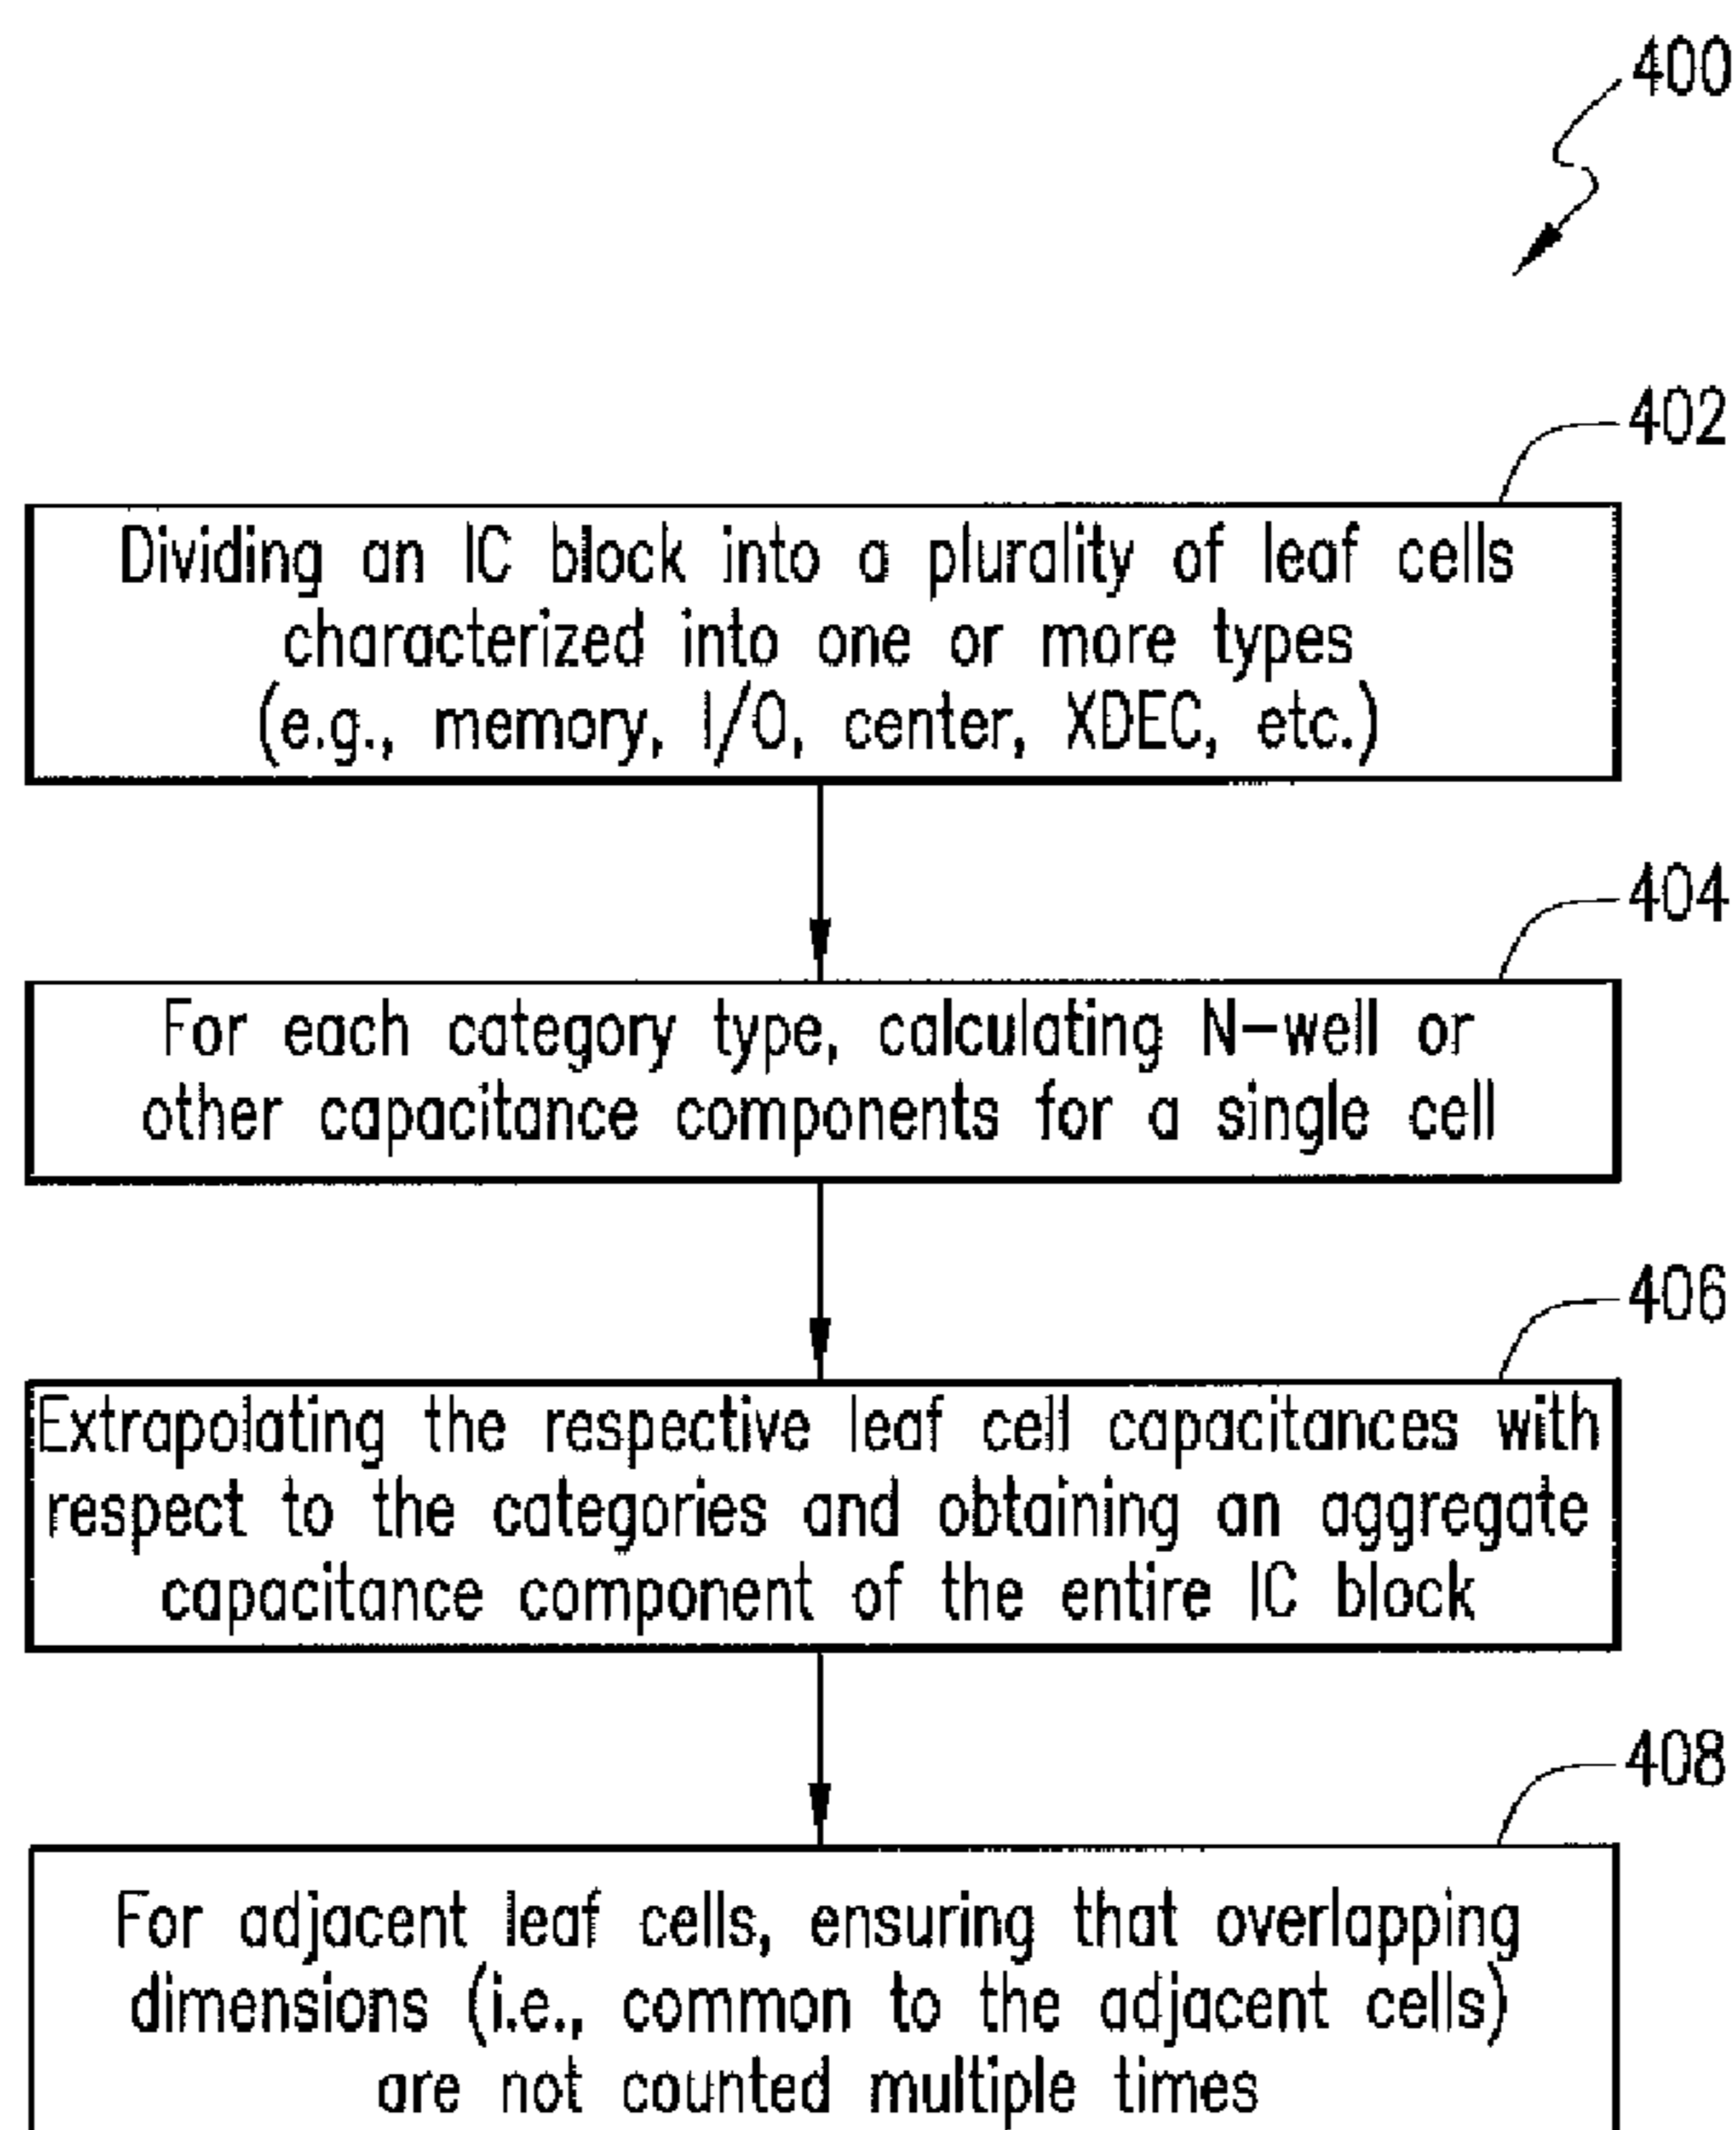 400
402
Dividing an IC block into a plurality of leaf cells
characterized into one or more types
(e.g., memory, I/O, center, XDEC, etc.)
404
For each category type, calculating N-well or
other capacitance components for a single cell
406
Extrapolating the respective leaf cell capacitances with
respect to the categories and obtaining an aggregate
capacitance component of the entire IC block
408
For adjacent leaf cells, ensuring that overlapping
dimensions (i.e., common to the adjacent cells)
are not counted multiple times